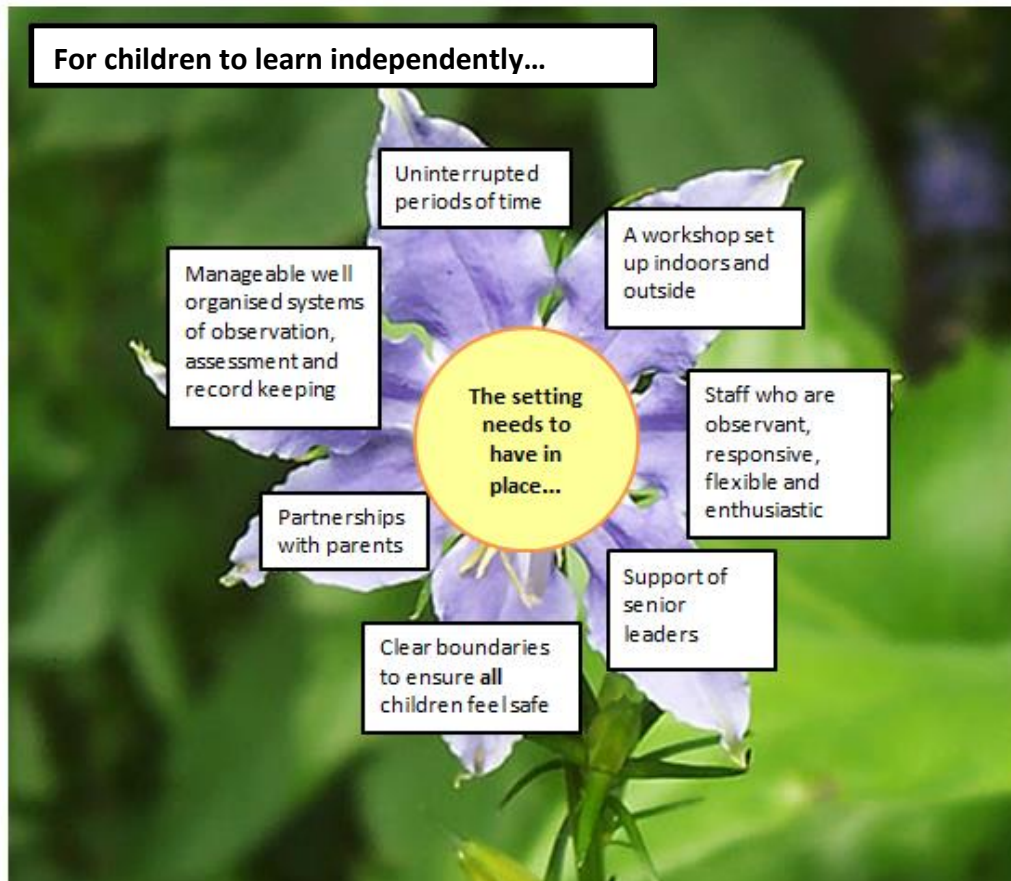 For children to learn independently...
Uninterrupted
periods of time
A workshop set
up indoors and
outside
Manageable well
organised systems
of observation,
assessment and
record keeping
The setting
needs to
have in
place...
Staff who are
observant,
responsive,
flexible and
enthusiastic
Partnerships
with parents
Support of
senior
leaders
Clear boundaries
to ensure all
children feel safe